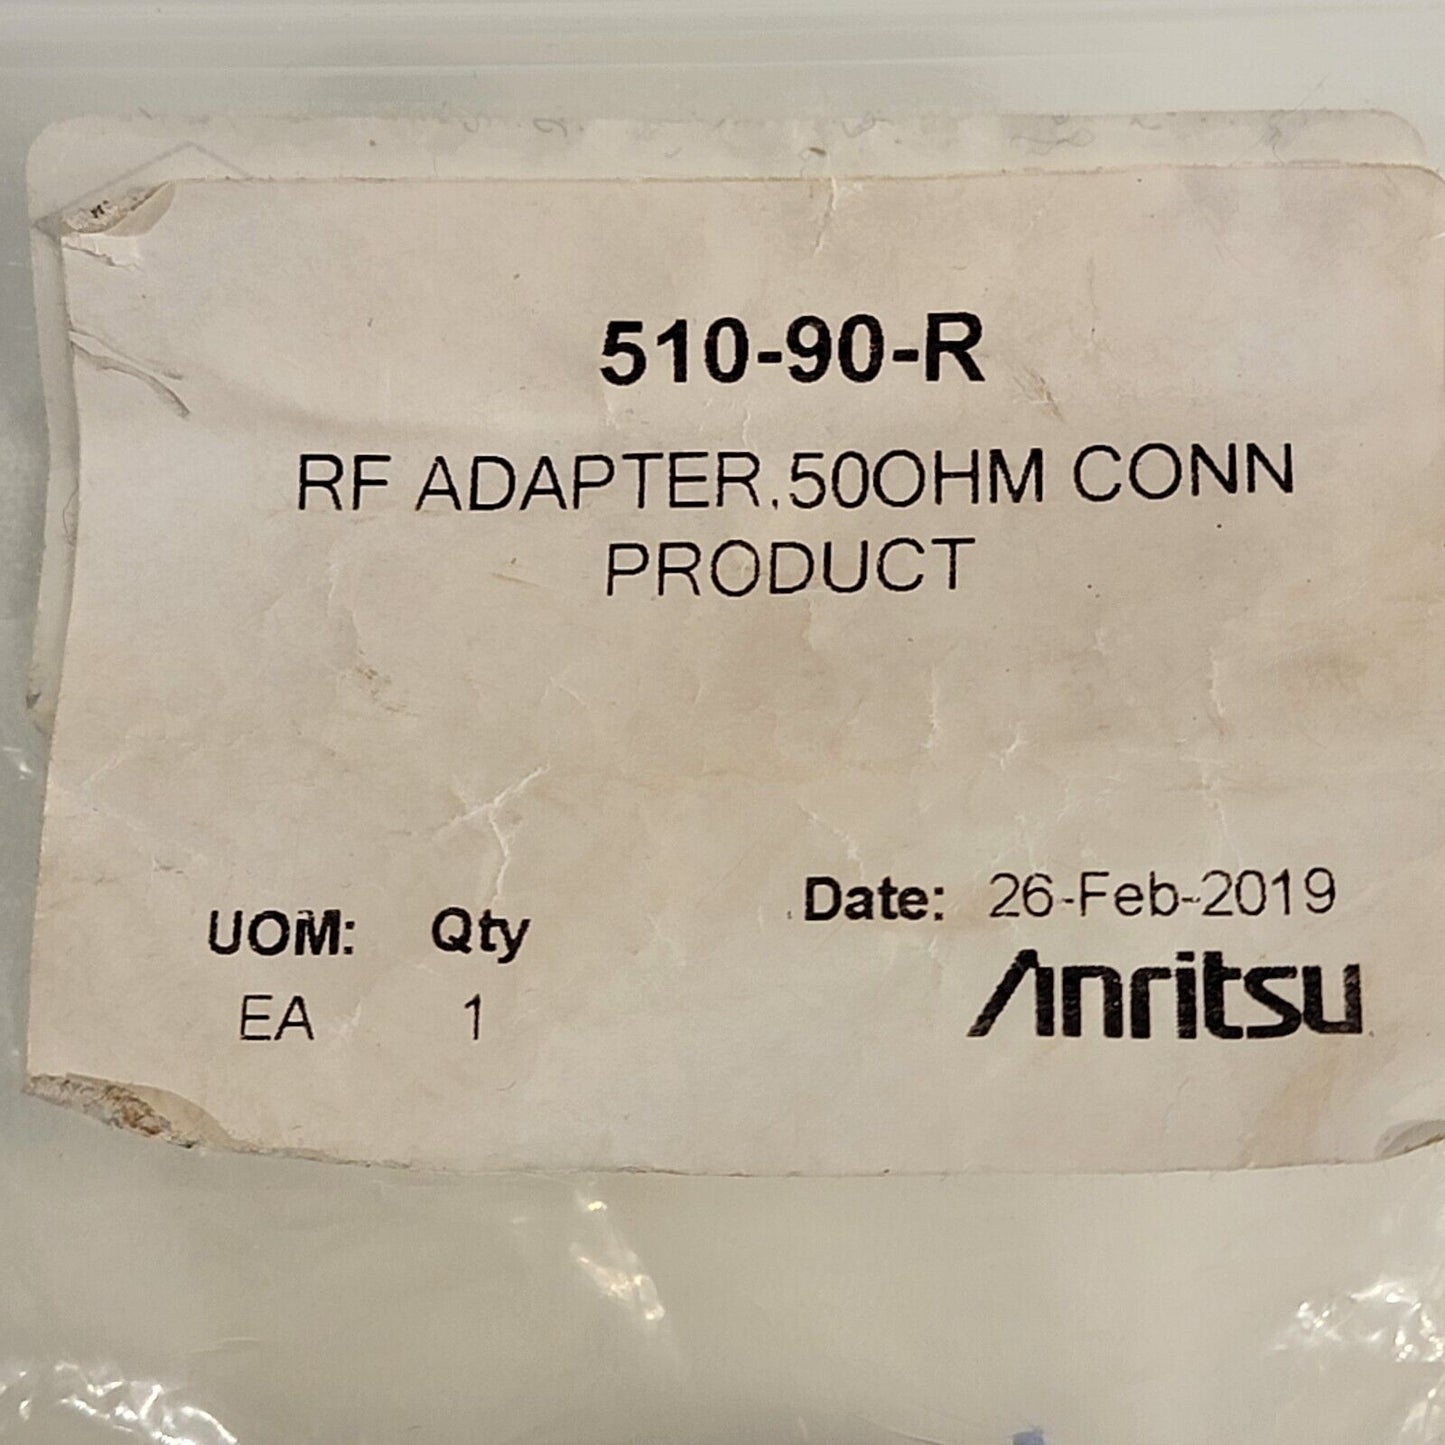 510-90-R
RF ADAPTER,50OHM CONN
PRODUCT
Date: 26-Feb-2019
UOM: Qty
EA 1
Anritsu